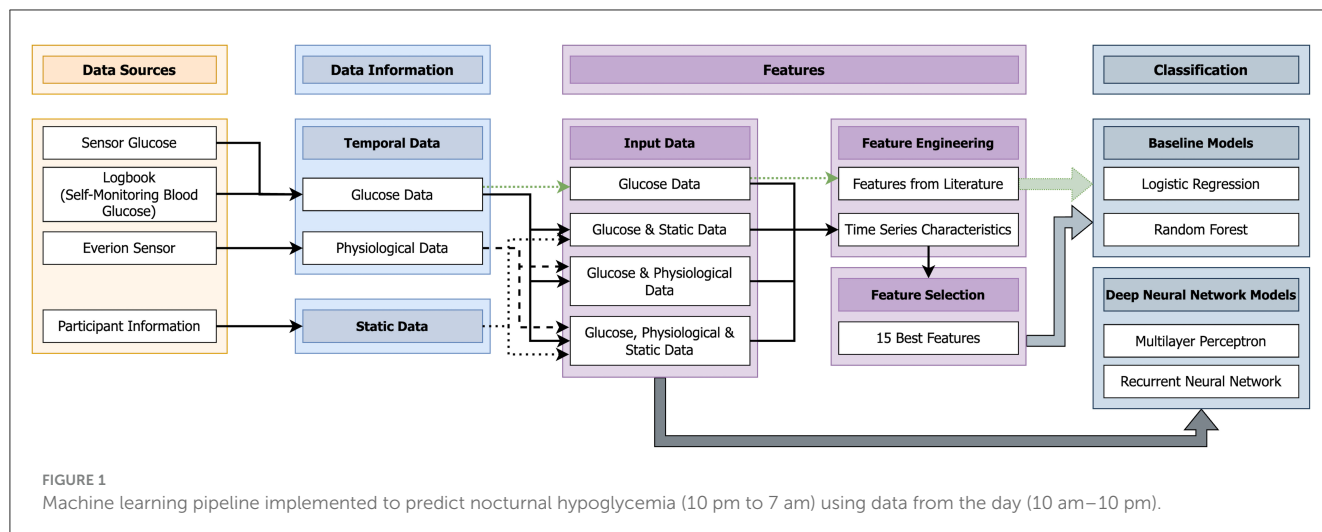 Data Sources
Data Information
Features
Classification
Sensor Glucose
Logbook
(Self-Monitoring Blood
Glucose)
Everion Sensor
Participant Information
Temporal Data
Glucose Data
Physiological Data
Static Data
Input Data
Glucose Data
Glucose & Static Data
Glucose & Physiological
Data
Glucose, Physiological &
Static Data
Feature Engineering
Features from Literature
Time Series Characteristics
Feature Selection
15 Best Features
Baseline Models
Logistic Regression
Random Forest
Deep Neural Network Models
Multilayer Perceptron
Recurrent Neural Network
FIGURE 1
Machine learning pipeline implemented to predict nocturnal hypoglycemia (10 pm to 7 am) using data from the day (10 am–10 pm).